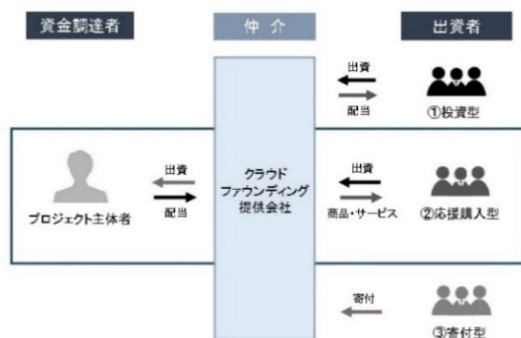 資金調達者
仲介
出資者
出資
配当
①投資型
プロジェクト主体者
出資
配当
クラウド
ファウンディング
提供会社
出資
商品・サービス
②応援購入型
寄付
③寄付型